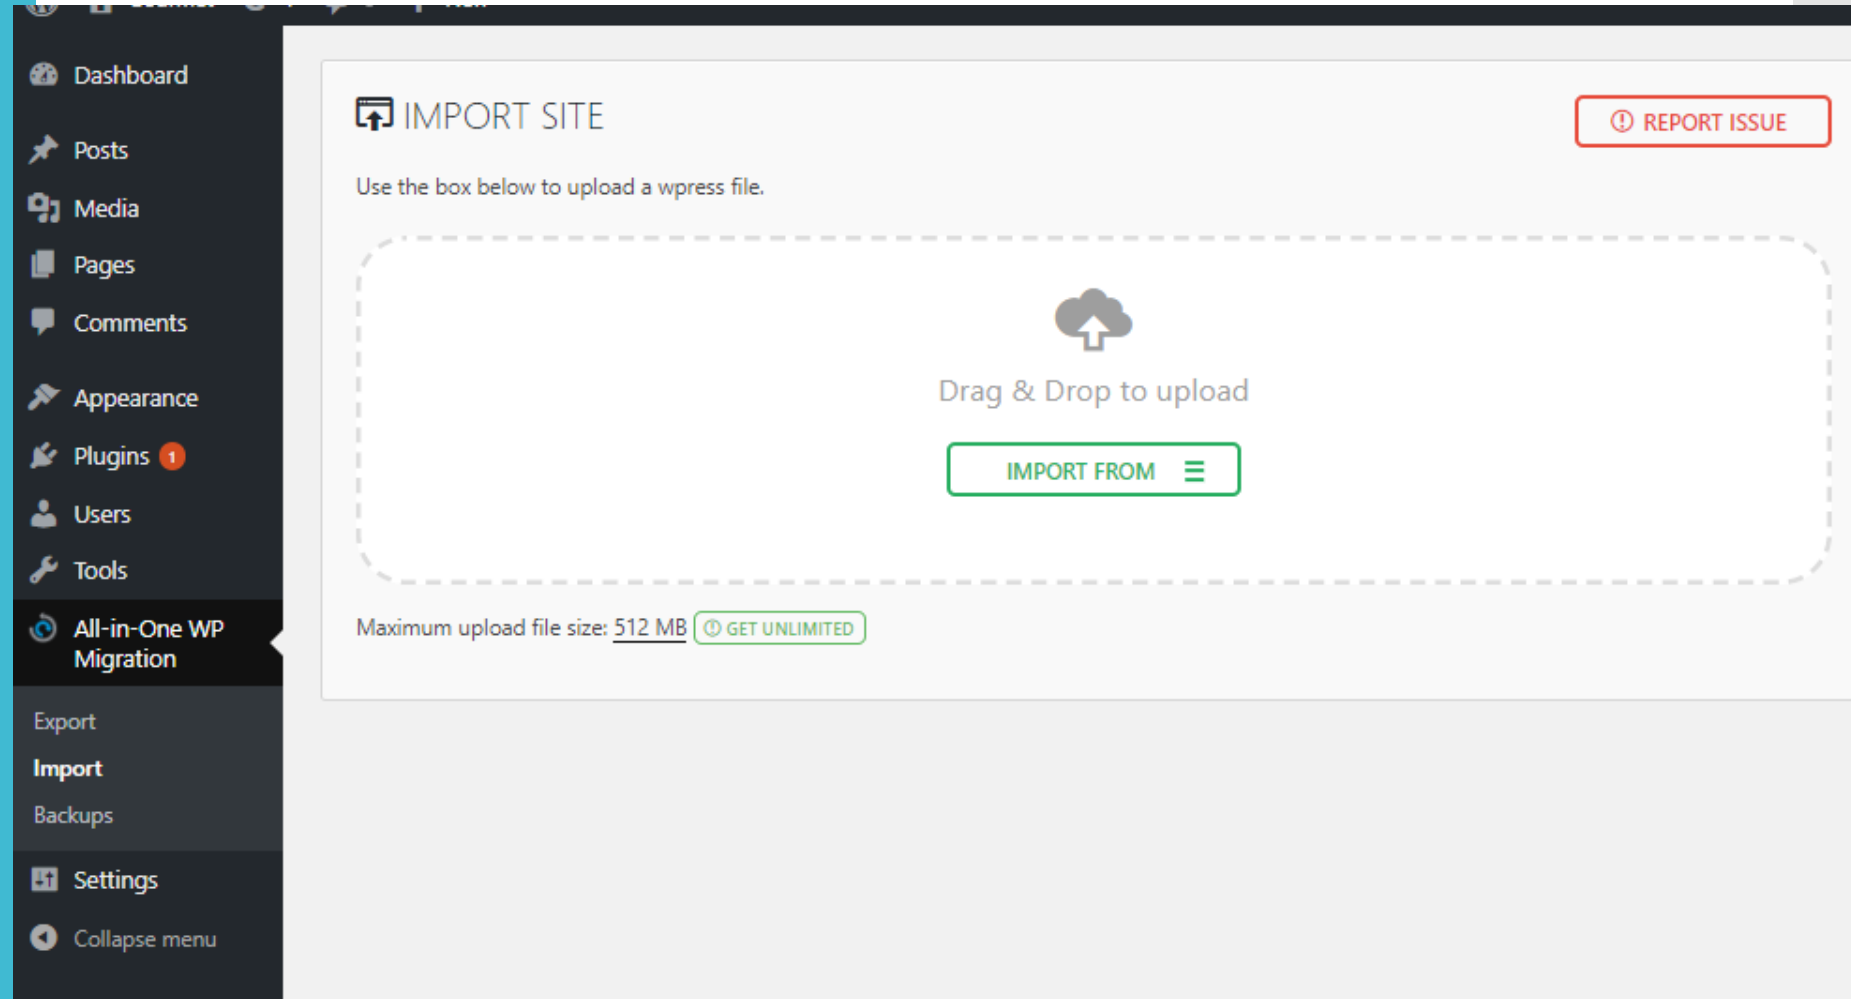 Dashboard
Posts
Media
Pages
Comments
Appearance
Plugins 1
Users
Tools
All-in-One WP
Migration
Export
Import
Backups
Settings
Collapse menu
IMPORT SITE
REPORT ISSUE
Use the box below to upload a wpress file.
Drag & Drop to upload
IMPORT FROM
Maximum upload file size: 512 MB GET UNLIMITED